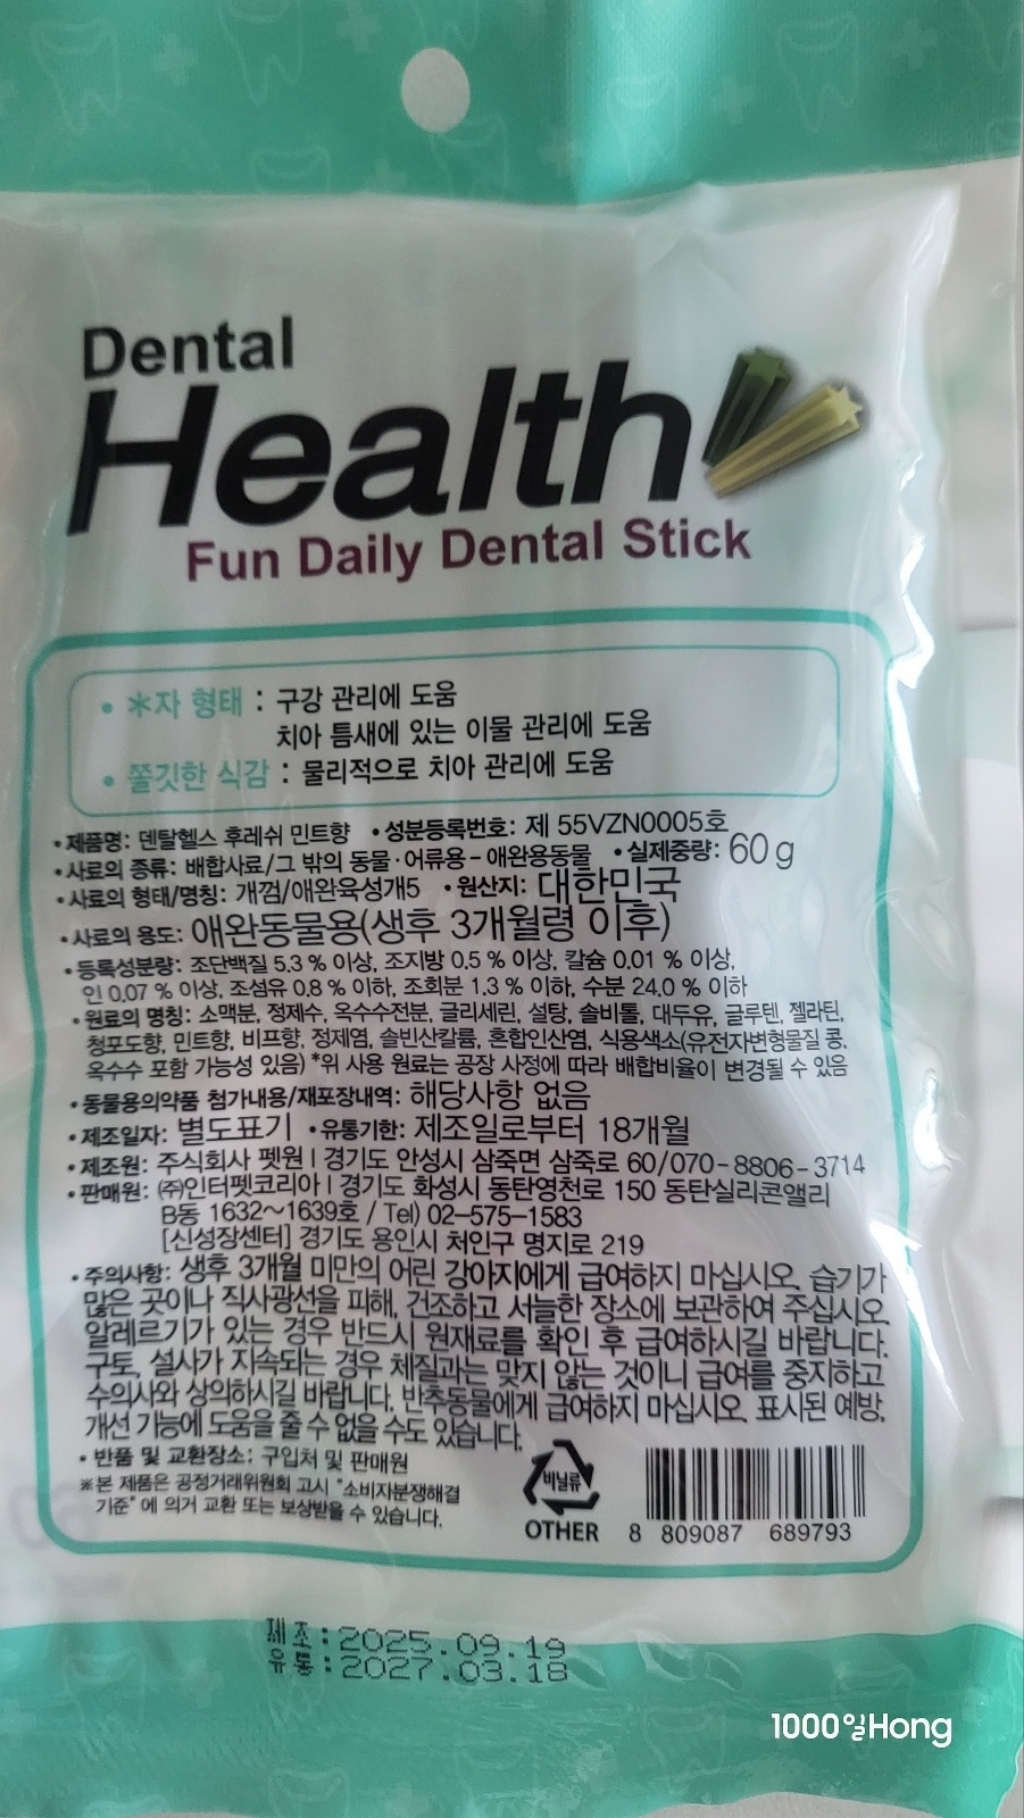 Dental
Health
Fun Daily Dental Stick
• *자 형태 : 구강 관리에 도움
치아 틈새에 있는 이물 관리에 도움
• 쫄깃한 식감 : 물리적으로 치아 관리에 도움
• 제품명: 덴탈헬스 후레쉬 민트향 • 성분등록번호: 제 55VZN0005호
• 사료의 종류: 배합사료/그 밖의 동물·어류용-애완용동물 • 실제중량: 60 g
• 사료의 형태/명칭: 개껌/애완육성개5 • 원산지: 대한민국
• 사료의 용도: 애완동물용(생후 3개월령 이후)
• 등록성분량: 조단백질 5.3 % 이상, 조지방 0.5 % 이상, 칼슘 0.01 % 이상,
인 0.07 % 이상, 조섬유 0.8 % 이하, 조회분 1.3 % 이하, 수분 24.0 % 이하
• 원료의 명칭: 소맥분, 정제수, 옥수수전분, 글리세린, 설탕, 솔비톨, 대두유, 글루텐, 젤라틴,
청포도향, 민트향, 비프향, 정제염, 솔빈산칼륨, 혼합인산염, 식용색소(유전자변형물질 콩,
옥수수 포함 가능성 있음) *위 사용 원료는 공장 사정에 따라 배합비율이 변경될 수 있음
• 동물용의약품 첨가내용/재포장내역: 해당사항 없음
• 제조일자: 별도표기 • 유통기한: 제조일로부터 18개월
• 제조원: 주식회사 펫원 | 경기도 안성시 삼죽면 삼죽로 60/070-8806-3714
• 판매원: ㈜인터펫코리아 | 경기도 화성시 동탄영천로 150 동탄실리콘앨리
B동 1632~1639호 / Tel) 02-575-1583
[신성장센터] 경기도 용인시 처인구 명지로 219
• 주의사항: 생후 3개월 미만의 어린 강아지에게 급여하지 마십시오. 습기가
많은 곳이나 직사광선을 피해, 건조하고 서늘한 장소에 보관하여 주십시오.
알레르기가 있는 경우 반드시 원재료를 확인 후 급여하시길 바랍니다.
구토, 설사가 지속되는 경우 체질과는 맞지 않는 것이니 급여를 중지하고
수의사와 상의하시길 바랍니다. 반추동물에게 급여하지 마십시오. 표시된 예방,
개선 기능에 도움을 줄 수 없을 수도 있습니다.
• 반품 및 교환장소: 구입처 및 판매원
※본 제품은 공정거래위원회 고시 "소비자분쟁해결
기준" 에 의거 교환 또는 보상받을 수 있습니다.
비닐류
OTHER
8 809087 689793
제조:2025.09.19
유통:2027.03.18
1000일Hong